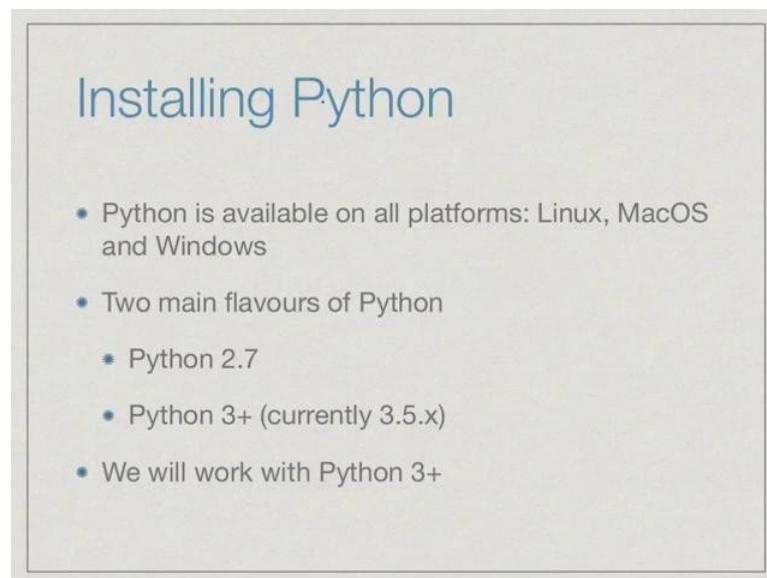 Installing Python
• Python is available on all platforms: Linux, MacOS
and Windows
• Two main flavours of Python
• Python 2.7
• Python 3+ (currently 3.5.x)
• We will work with Python 3+